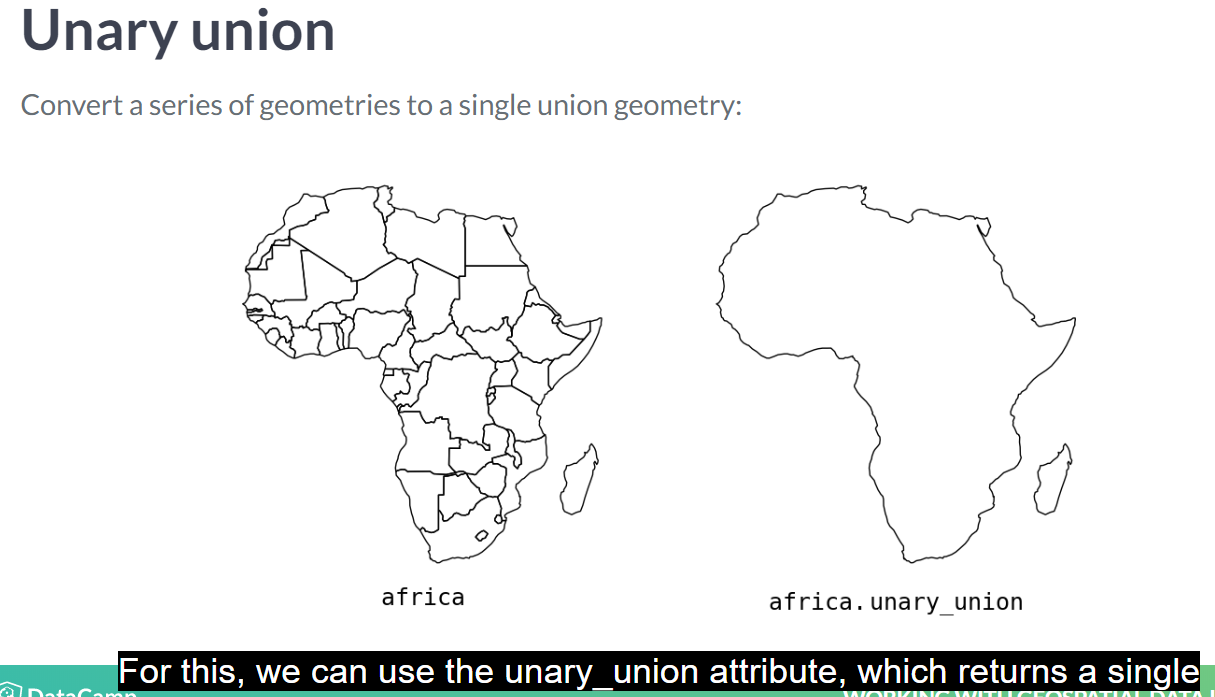 Unary union
Convert a series of geometries to a single union geometry:
africa
africa.unary_union
For this, we can use the unary_union attribute, which returns a single
DataCamp
WORKING WITH GEOSPATIAL DATA